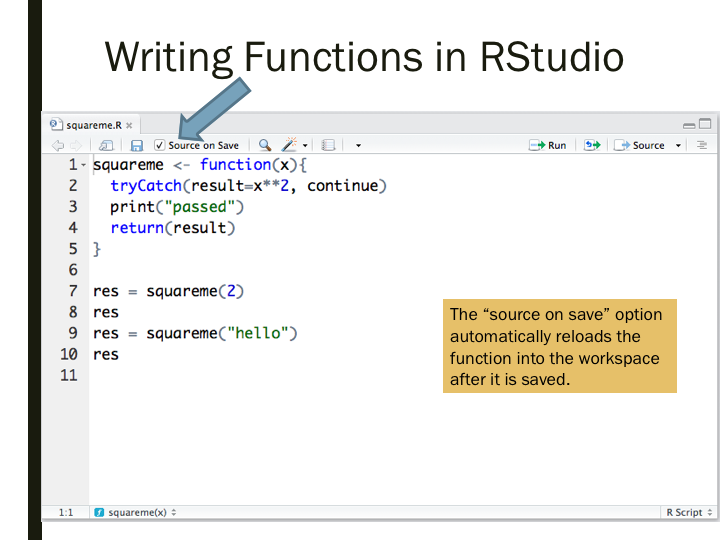 Writing Functions in RStudio
squareme.R
Source on Save
Run
Source
1 squareme <- function(x){
2   tryCatch(result=x**2, continue)
3   print("passed")
4   return(result)
5 }
6
7 res = squareme(2)
8 res
9 res = squareme("hello")
10 res
11
The “source on save” option
automatically reloads the
function into the workspace
after it is saved.
1:1
squareme(x)
R Script